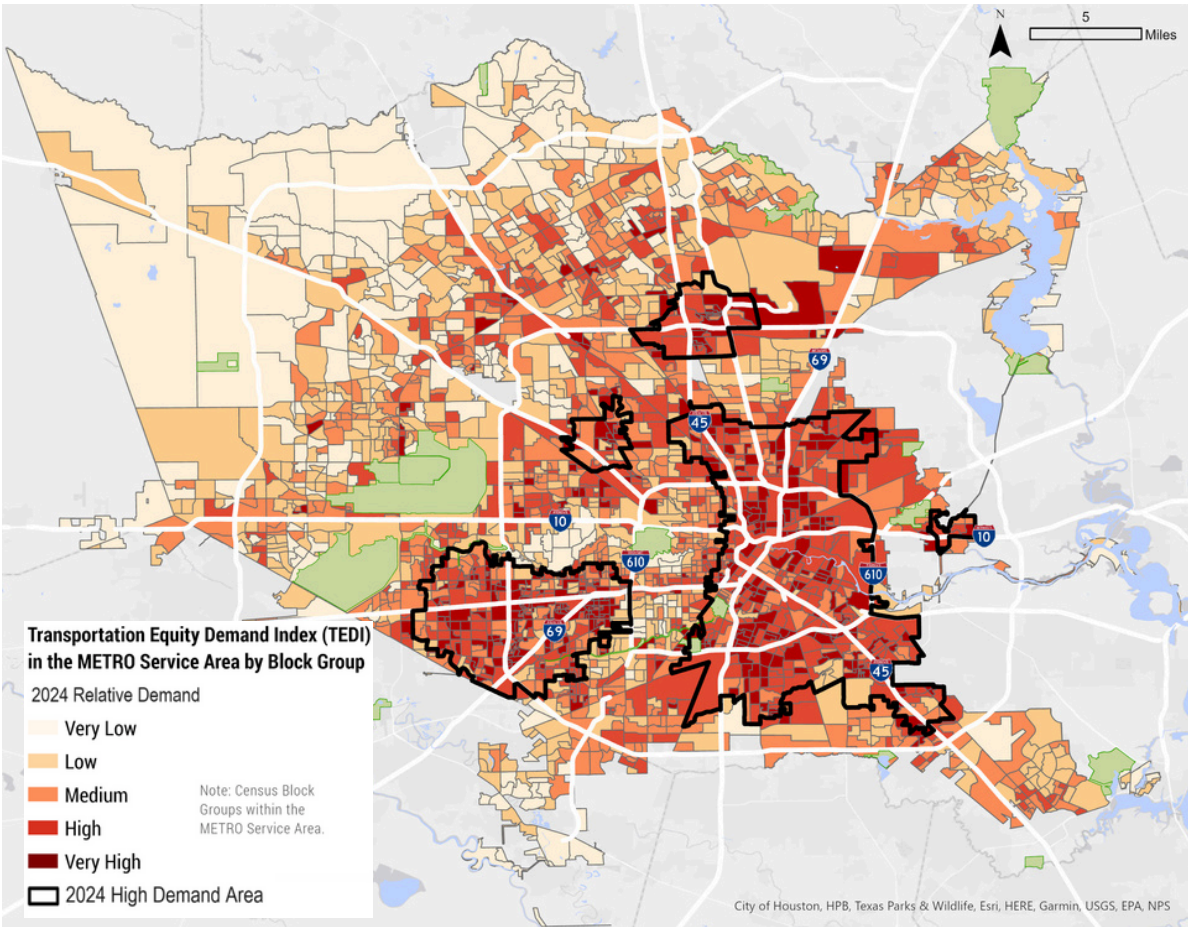 N
5
Miles
69
45
10
10
610
610
69
45
Transportation Equity Demand Index (TEDI)
in the METRO Service Area by Block Group
2024 Relative Demand
Very Low
Low
Medium
High
Very High
2024 High Demand Area
Note: Census Block
Groups within the
METRO Service Area.
City of Houston, HPB, Texas Parks & Wildlife, Esri, HERE, Garmin, USGS, EPA, NPS